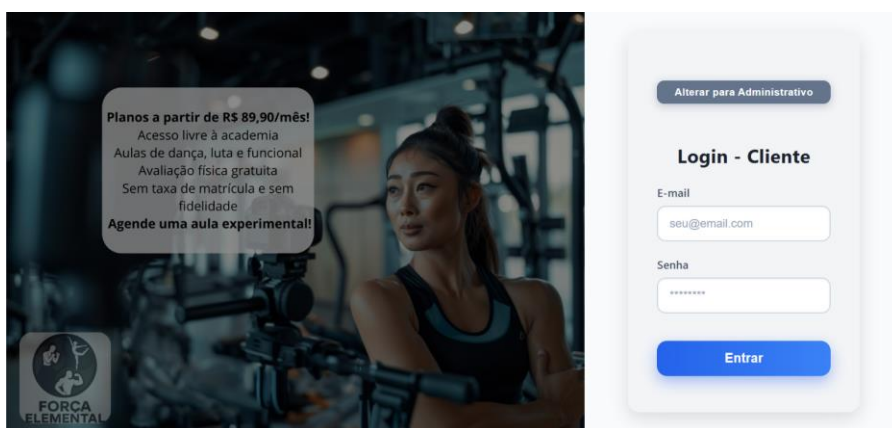 Planos a partir de R$ 89,90/mês!
Acesso livre à academia
Aulas de dança, luta e funcional
Avaliação física gratuita
Sem taxa de matrícula e sem
fidelidade
Agende uma aula experimental!
FORÇA
ELEMENTAL
Alterar para Administrativo
Login - Cliente
E-mail
seu@email.com
Senha
********
Entrar